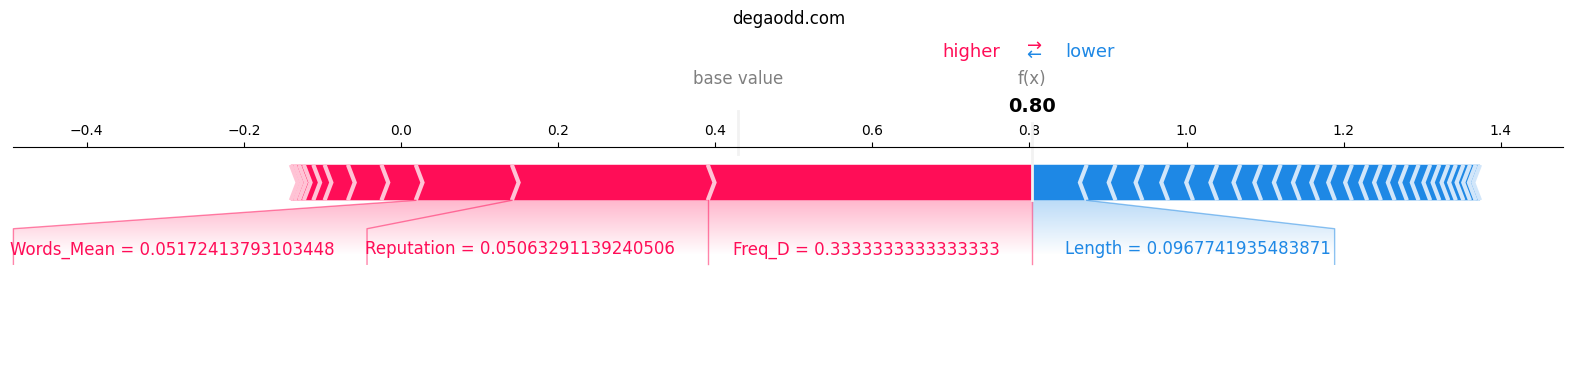 degaodd.com
higher ⇄ lower
base value f(x)
0.80
−0.4 −0.2 0.0 0.2 0.4 0.6 0.3 1.0 1.2 1.4
Words_Mean = 0.05172413793103448 Reputation = 0.05063291139240506 Freq_D = 0.3333333333333333 Length = 0.0967741935483871